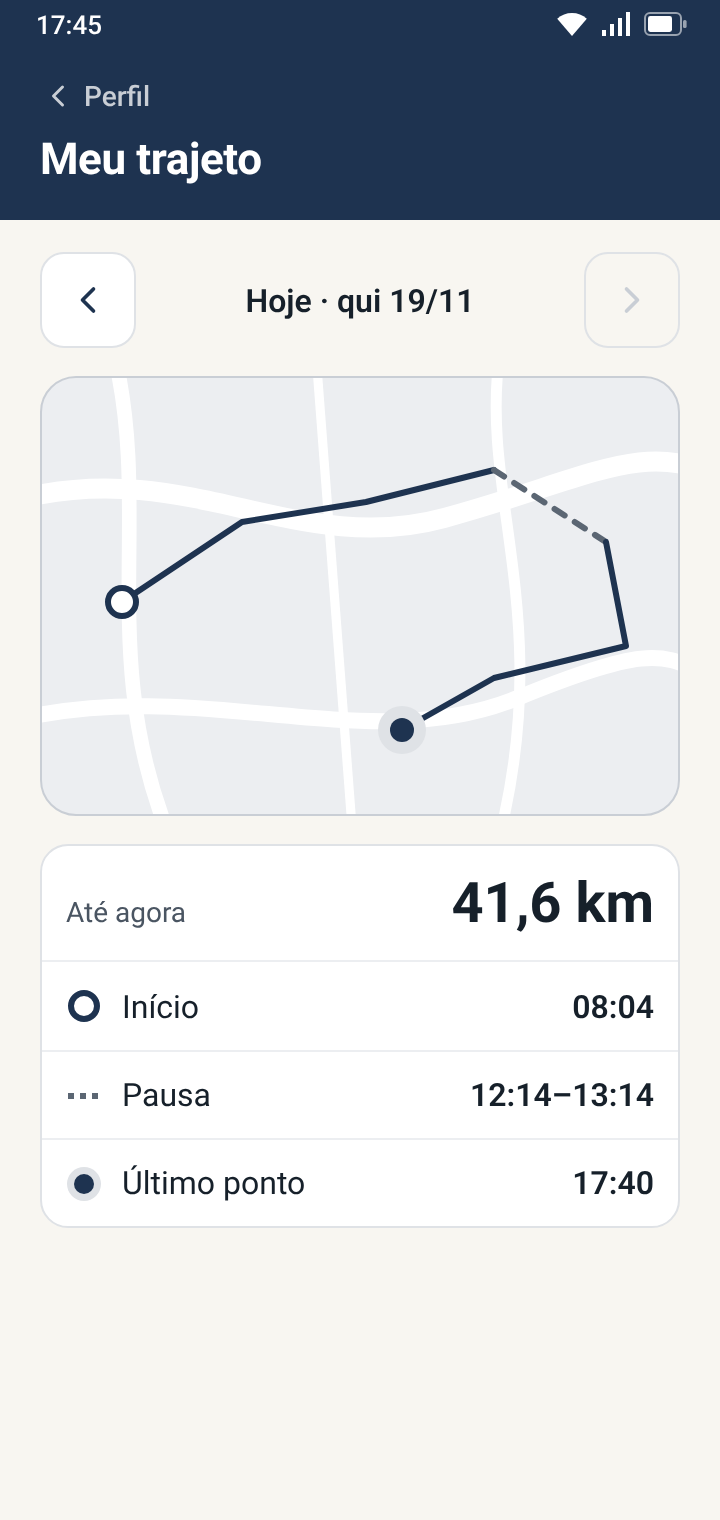 17:45
Perfil
Meu trajeto
Hoje · qui 19/11
Até agora 41,6 km
Início 08:04
Pausa 12:14–13:14
Último ponto 17:40